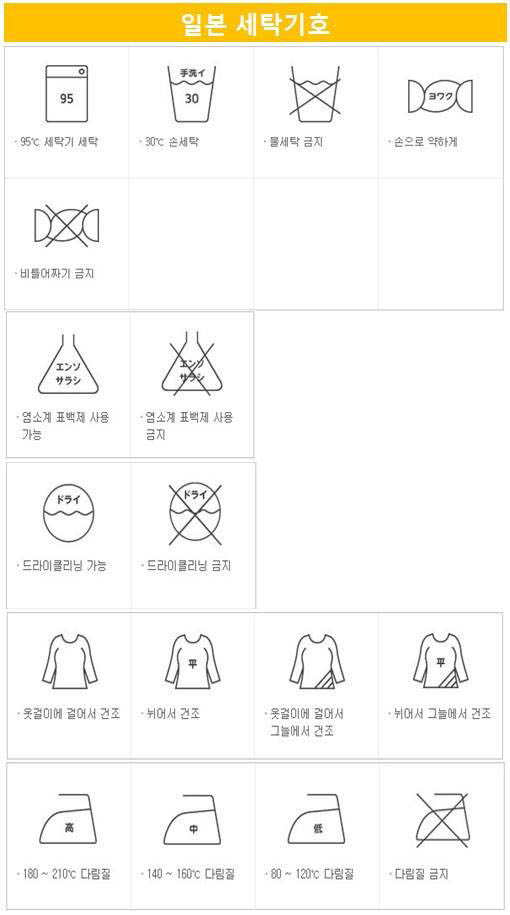 일본 세탁기호
95
手洗イ
30
ヨワク
· 95℃ 세탁기 세탁
· 30℃ 손세탁
· 물세탁 금지
· 손으로 약하게
· 비틀어짜기 금지
エンソ
サラシ
エンソ
サラシ
· 염소계 표백제 사용
가능
· 염소계 표백제 사용
금지
ドライ
ドライ
· 드라이클리닝 가능
· 드라이클리닝 금지
平
平
· 옷걸이에 걸어서 건조
· 뉘어서 건조
· 옷걸이에 걸어서
그늘에서 건조
· 뉘어서 그늘에서 건조
高
中
低
· 180 ~ 210℃ 다림질
· 140 ~ 160℃ 다림질
· 80 ~ 120℃ 다림질
· 다림질 금지